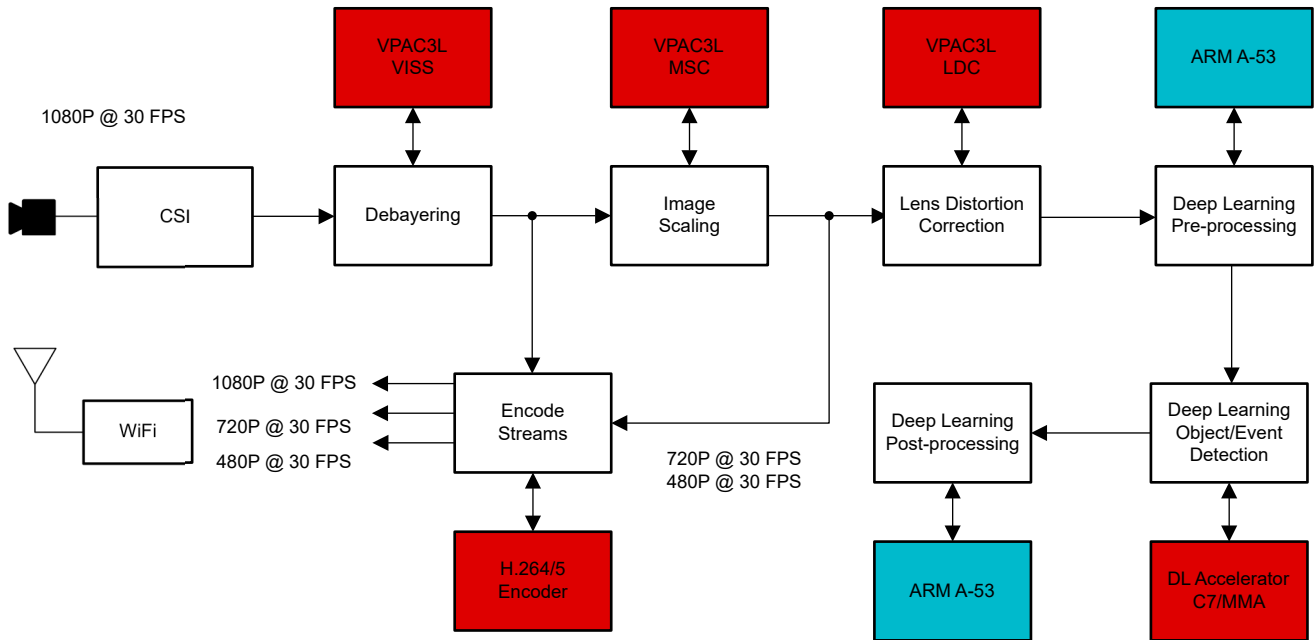 VPAC3L
VISS
VPAC3L
MSC
VPAC3L
LDC
ARM A-53
1080P @ 30 FPS
CSI
Debayering
Image
Scaling
Lens Distortion
Correction
Deep Learning
Pre-processing
WiFi
1080P @ 30 FPS
720P @ 30 FPS
480P @ 30 FPS
Encode
Streams
720P @ 30 FPS
480P @ 30 FPS
Deep Learning
Post-processing
Deep Learning
Object/Event
Detection
H.264/5
Encoder
ARM A-53
DL Accelerator
C7/MMA